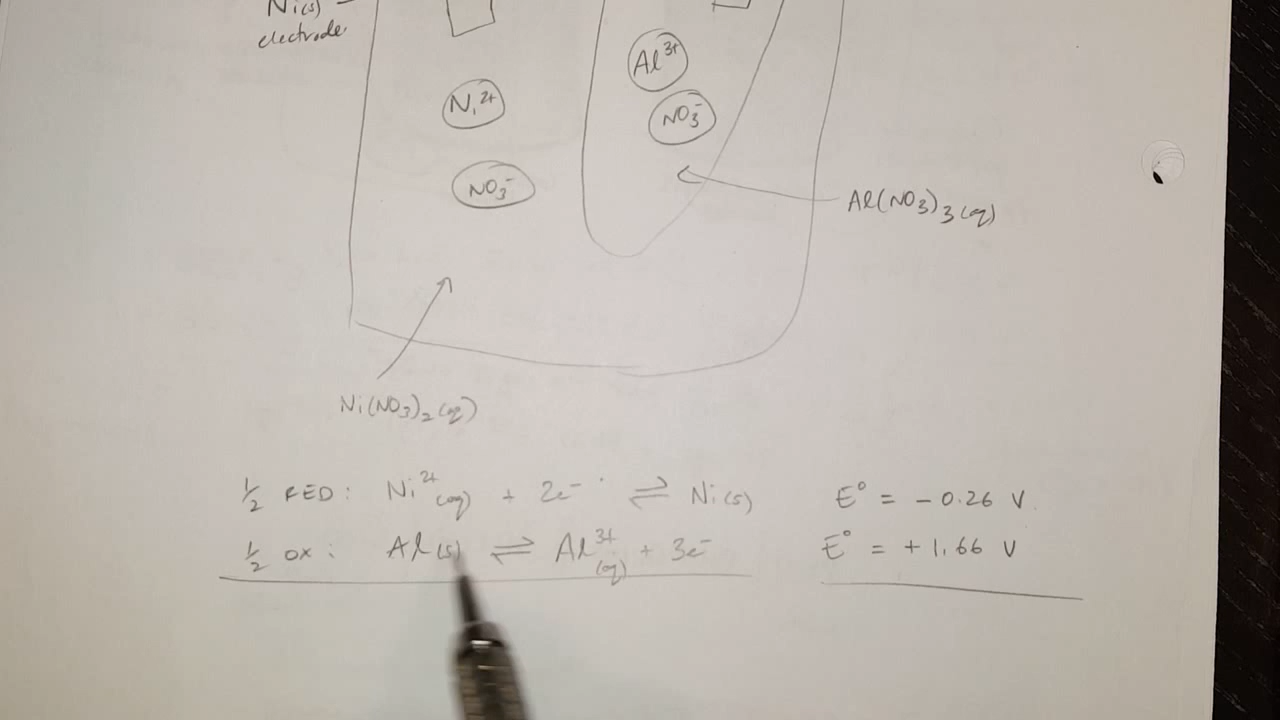 Ni(s)
electrode
Al³⁺
Ni²⁺
NO₃⁻
NO₃⁻
Al(NO₃)₃(aq)
Ni(NO₃)₂(aq)
½ RED: Ni²⁺(aq) + 2e⁻ ⇌ Ni(s) E° = -0.26 V
½ OX: Al(s) ⇌ Al³⁺(aq) + 3e⁻ E° = +1.66 V